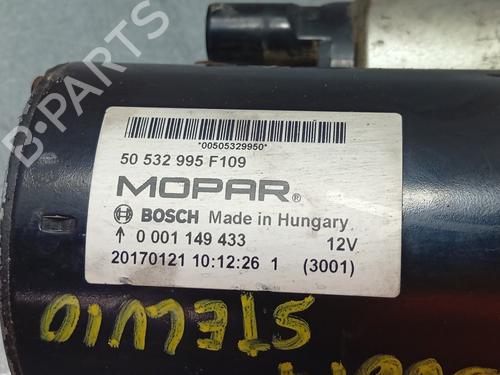 B-PARTS
*00505329950*
50 532 995 F109
MOPAR®
BOSCH Made in Hungary
↑ 0 001 149 433 12V
20170121 10:12:26 1 (3001)
STELVIO